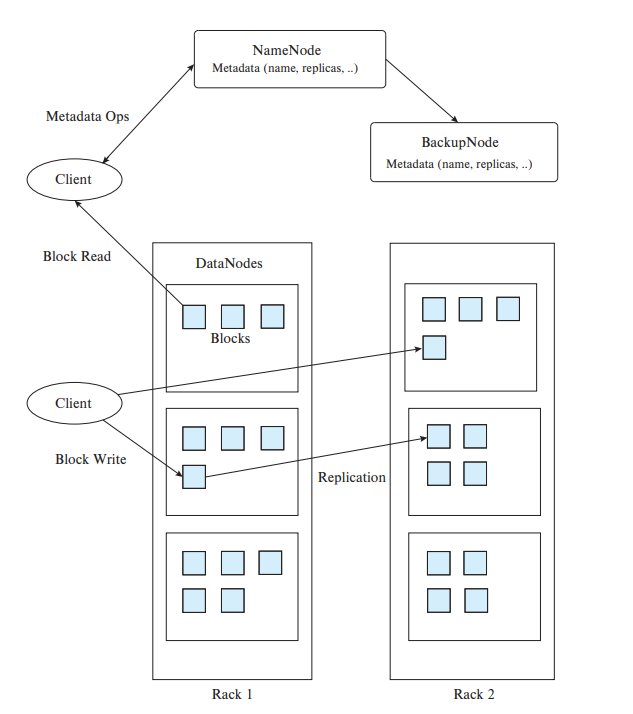 NameNode
Metadata (name, replicas, ..)
Metadata Ops
BackupNode
Metadata (name, replicas, ..)
Client
Block Read
DataNodes
Blocks
Client
Block Write
Replication
Rack 1
Rack 2